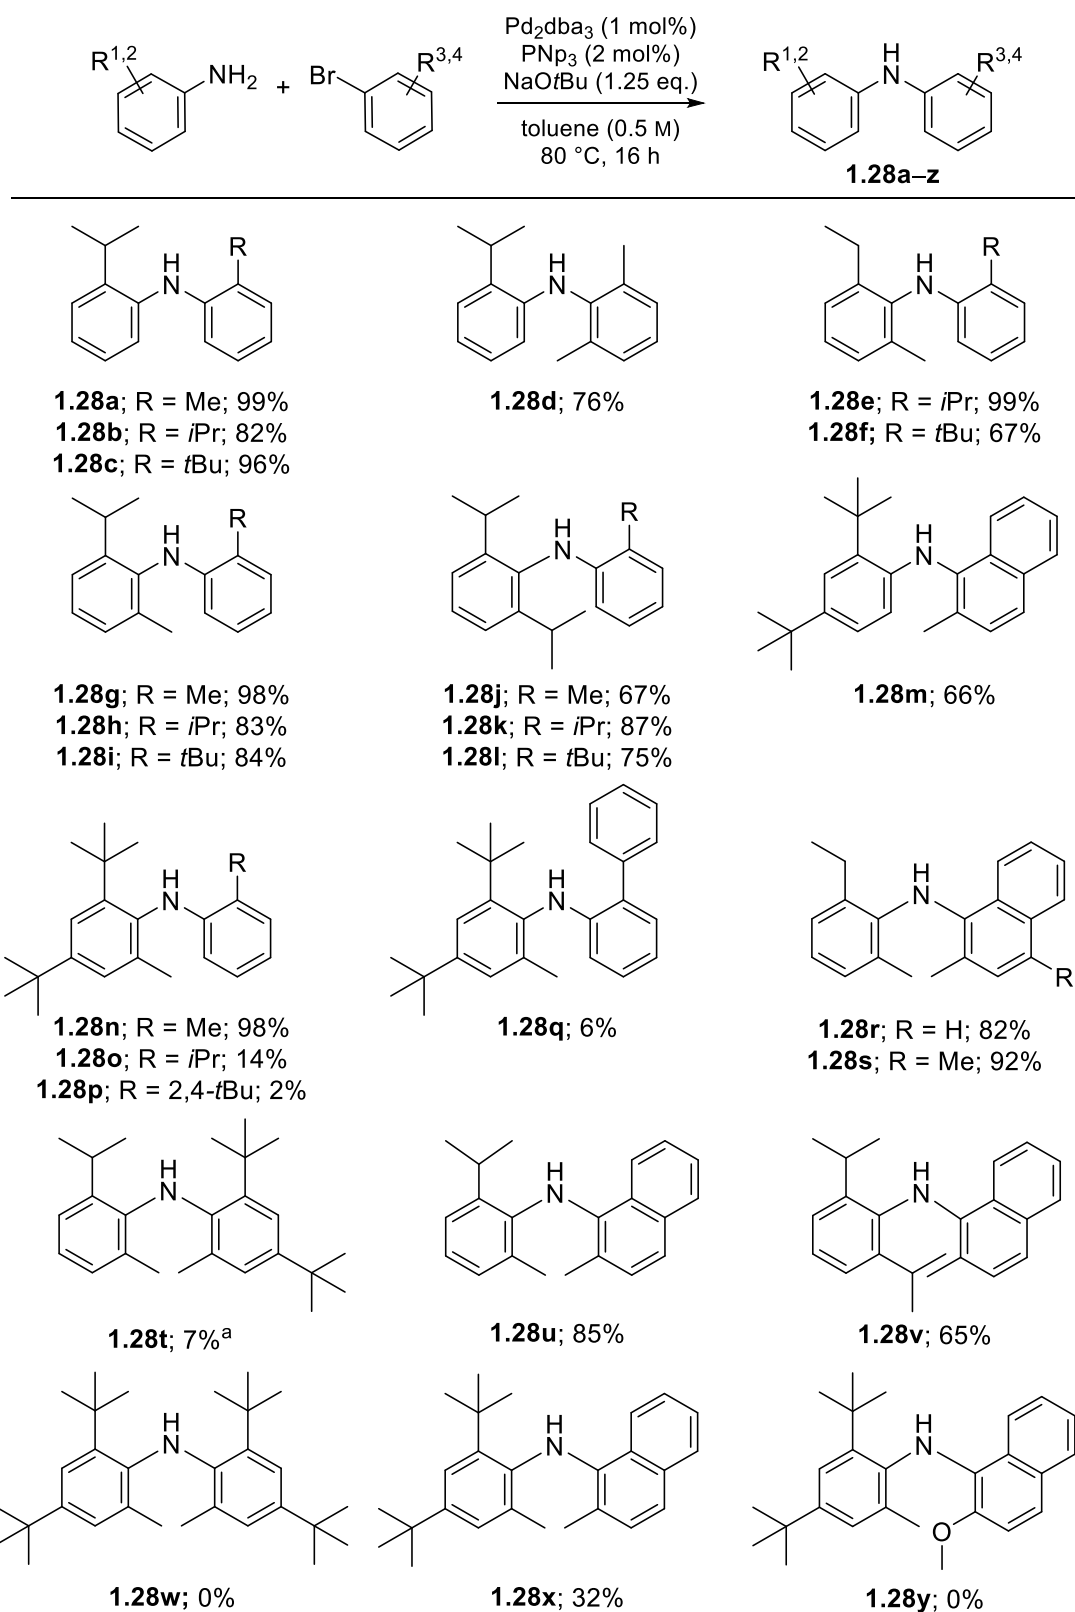 Pd2dba3 (1 mol%)
PNp3 (2 mol%)
NaOtBu (1.25 eq.)
toluene (0.5 M)
80 °C, 16 h
R1,2
NH2
+
Br
R3,4
R1,2
H
N
R3,4
1.28a–z
H
N
R
H
N
H
N
R
1.28a; R = Me; 99%
1.28b; R = iPr; 82%
1.28c; R = tBu; 96%
1.28d; 76%
1.28e; R = iPr; 99%
1.28f; R = tBu; 67%
H
N
R
H
N
R
H
N
1.28g; R = Me; 98%
1.28h; R = iPr; 83%
1.28i; R = tBu; 84%
1.28j; R = Me; 67%
1.28k; R = iPr; 87%
1.28l; R = tBu; 75%
1.28m; 66%
H
N
R
H
N
H
N
R
1.28n; R = Me; 98%
1.28o; R = iPr; 14%
1.28p; R = 2,4-tBu; 2%
1.28q; 6%
1.28r; R = H; 82%
1.28s; R = Me; 92%
H
N
H
N
H
N
1.28t; 7%a
1.28u; 85%
1.28v; 65%
H
N
H
N
H
N
O
1.28w; 0%
1.28x; 32%
1.28y; 0%